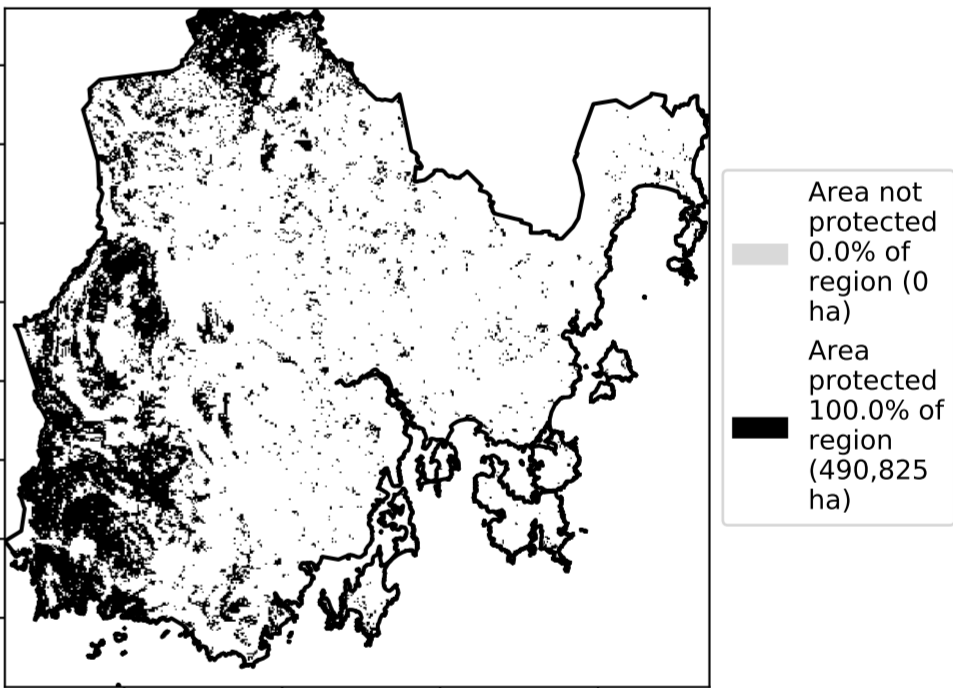 Area not
protected
0.0% of
region (0
ha)
Area
protected
100.0% of
region
(490,825
ha)